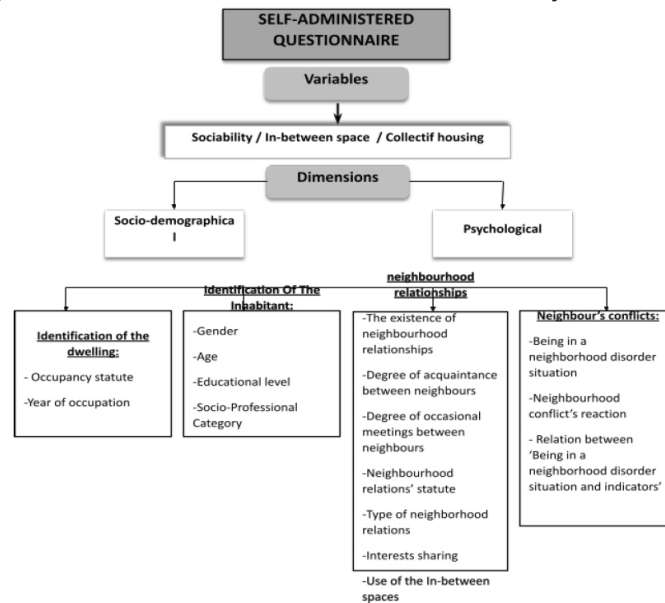 SELF-ADMINISTERED
QUESTIONNAIRE
Variables
Sociability / In-between space / Collectif housing
Dimensions
Socio-demographica
l
Psychological
Identification of the
dwelling:
- Occupancy statute
-Year of occupation
Identification Of The
Inhabitant:
-Gender
-Age
-Educational level
-Socio-Professional
Category
neighbourhood
relationships
-The existence of
neighbourhood
relationships
-Degree of acquaintance
between neighbours
-Degree of occasional
meetings between
neighbours
-Neighbourhood
relations’ statute
-Type of neighborhood
relations
-Interests sharing
-Use of the In-between
spaces
Neighbour’s conflicts:
-Being in a
neighborhood disorder
situation
-Neighbourhood
conflict’s reaction
- Relation between
‘Being in a
neighborhood disorder
situation and indicators’